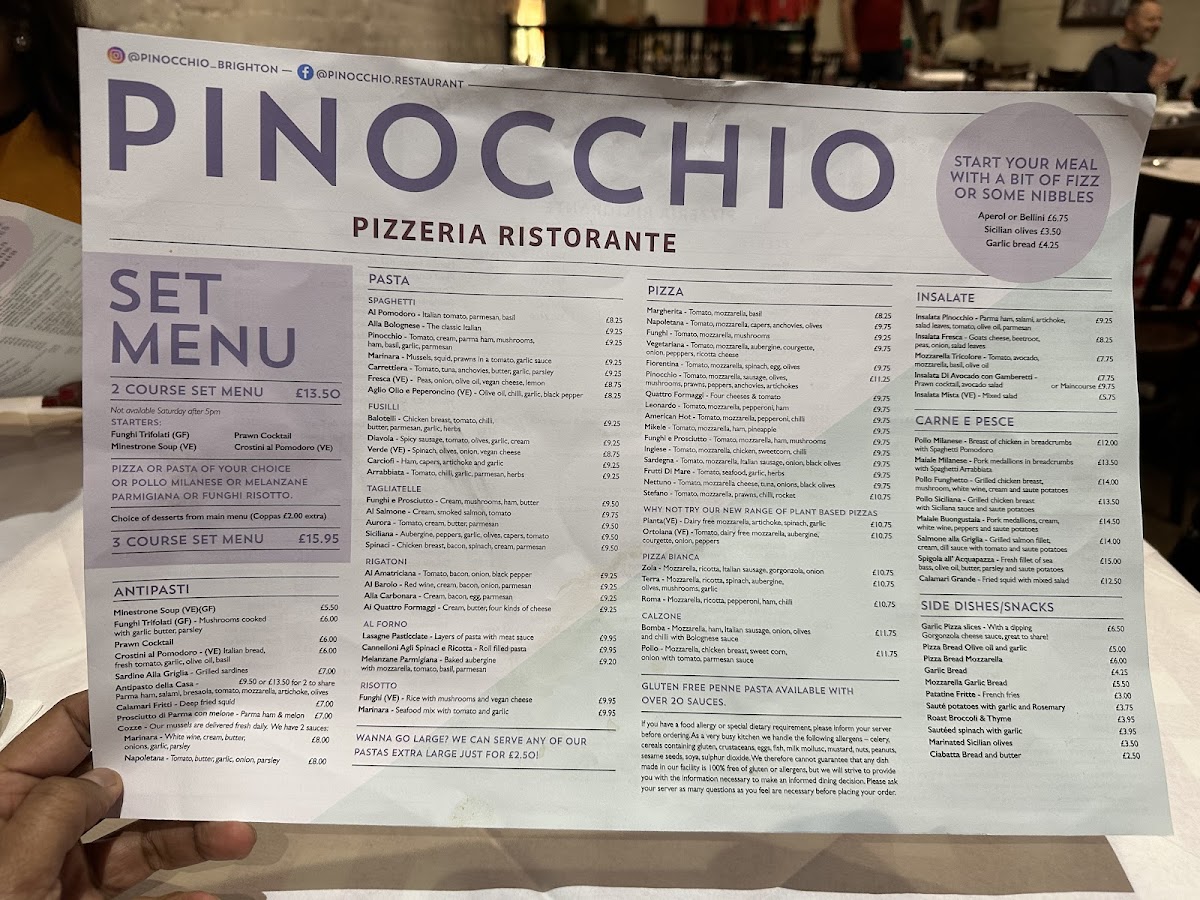 @PINOCCHIO_BRIGHTON — @PINOCCHIO.RESTAURANT
PINOCCHIO
PIZZERIA RISTORANTE
START YOUR MEAL
WITH A BIT OF FIZZ
OR SOME NIBBLES
Aperol or Bellini £6.75
Sicilian olives £3.50
Garlic bread £4.25
SET
MENU
2 COURSE SET MENU £13.50
Not available Saturday after 5pm
STARTERS:
Funghi Trifolati (GF) Prawn Cocktail
Minestrone Soup (VE) Crostini al Pomodoro (VE)
PIZZA OR PASTA OF YOUR CHOICE
OR POLLO MILANESE OR MELANZANE
PARMIGIANA OR FUNGHI RISOTTO.
Choice of desserts from main menu (Coppas £2.00 extra)
3 COURSE SET MENU £15.95
ANTIPASTI
Minestrone Soup (VE)(GF) £5.50
Funghi Trifolati (GF) - Mushrooms cooked £6.00
with garlic butter, parsley
Prawn Cocktail £6.00
Crostini al Pomodoro - (VE) Italian bread, £6.00
fresh tomato, garlic, olive oil, basil
Sardine Alla Griglia - Grilled sardines £7.00
Antipasto della Casa - £9.50 or £13.50 for 2 to share
Parma ham, salami, bresaola, tomato, mozzarella, artichoke, olives
Calamari Fritti - Deep fried squid £7.00
Prosciutto di Parma con melone - Parma ham & melon £7.00
Cozze - Our mussels are delivered fresh daily. We have 2 sauces:
Marinara - White wine, cream, butter, £8.00
onions, garlic, parsley
Napoletana - Tomato, butter, garlic, onion, parsley £8.00
PASTA
SPAGHETTI
Al Pomodoro - Italian tomato, parmesan, basil £8.25
Alla Bolognese - The classic Italian £9.25
Pinocchio - Tomato, cream, parma ham, mushrooms, £9.25
ham, basil, garlic, parmesan
Marinara - Mussels, squid, prawns in a tomato, garlic sauce £9.25
Carrettiera - Tomato, tuna, anchovies, butter, garlic, parsley £9.25
Fresca (VE) - Peas, onion, olive oil, vegan cheese, lemon £8.75
Aglio Olio e Peperoncino (VE) - Olive oil, chilli, garlic, black pepper £8.25
FUSILLI
Balotelli - Chicken breast, tomato, chilli, £9.25
butter, parmesan, garlic, herbs
Diavola - Spicy sausage, tomato, olives, garlic, cream £9.25
Verde (VE) - Spinach, olives, onion, vegan cheese £8.75
Carciofi - Ham, capers, artichoke and garlic £9.25
Arrabbiata - Tomato, chilli, garlic, parmesan, herbs £9.25
TAGLIATELLE
Funghi e Prosciutto - Cream, mushrooms, ham, butter £9.50
Al Salmone - Cream, smoked salmon, tomato £9.75
Aurora - Tomato, cream, butter, parmesan £9.50
Siciliana - Aubergine, peppers, garlic, olives, capers, tomato £9.50
Spinaci - Chicken breast, bacon, spinach, cream, parmesan £9.50
RIGATONI
Al Amatriciana - Tomato, bacon, onion, black pepper £9.25
Al Barolo - Red wine, cream, bacon, onion, parmesan £9.25
Alla Carbonara - Cream, bacon, egg, parmesan £9.25
Ai Quattro Formaggi - Cream, butter, four kinds of cheese £9.25
AL FORNO
Lasagne Pasticciate - Layers of pasta with meat sauce £9.95
Cannelloni Agli Spinaci e Ricotta - Roll filled pasta £9.95
Melanzane Parmigiana - Baked aubergine £9.20
with mozzarella, tomato, basil, parmesan
RISOTTO
Funghi (VE) - Rice with mushrooms and vegan cheese £9.95
Marinara - Seafood mix with tomato and garlic £9.95
WANNA GO LARGE? WE CAN SERVE ANY OF OUR
PASTAS EXTRA LARGE JUST FOR £2.50!
PIZZA
Margherita - Tomato, mozzarella, basil £8.25
Napoletana - Tomato, mozzarella, capers, anchovies, olives £9.75
Funghi - Tomato, mozzarella, mushrooms £9.25
Vegetariana - Tomato, mozzarella, aubergine, courgette, £9.75
onion, pepppers, ricotta cheese
Fiorentina - Tomato, mozzarella, spinach, egg, olives £9.75
Pinocchio - Tomato, mozzarella, sausage, olives, £11.25
mushrooms, prawns, peppers, anchovies, artichokes
Quattro Formaggi - Four cheeses & tomato £9.75
Leonardo - Tomato, mozzarella, pepperoni, ham £9.75
American Hot - Tomato, mozzarella, pepperoni, chilli £9.75
Mikele - Tomato, mozzarella, ham, pineapple £9.75
Funghi e Prosciutto - Tomato, mozzarella, ham, mushrooms £9.75
Inglese - Tomato, mozzarella, chicken, sweetcorn, chilli £9.75
Sardegna - Tomato, mozzarella, Italian sausage, onion, black olives £9.75
Frutti Di Mare - Tomato, seafood, garlic, herbs £9.75
Nettuno - Tomato, mozzarella cheese, tuna, onions, black olives £9.75
Stefano - Tomato, mozzarella, prawns, chilli, rocket £10.75
WHY NOT TRY OUR NEW RANGE OF PLANT BASED PIZZAS
Planta(VE) - Dairy free mozzarella, artichoke, spinach, garlic £10.75
Ortolana (VE) - Tomato, dairy free mozzarella, aubergine, £10.75
courgette, onion, peppers
PIZZA BIANCA
Zola - Mozzarella, ricotta, Italian sausage, gorgonzola, onion £10.75
Terra - Mozzarella, ricotta, spinach, aubergine, £10.75
olives, mushrooms, garlic
Roma - Mozzarella, ricotta, pepperoni, ham, chilli £10.75
CALZONE
Bomba - Mozzarella, ham, Italian sausage, onion, olives £11.75
and chilli with Bolognese sauce
Pollo - Mozzarella, chicken breast, sweet corn, £11.75
onion with tomato, parmesan sauce
GLUTEN FREE PENNE PASTA AVAILABLE WITH
OVER 20 SAUCES.
If you have a food allergy or special dietary requirement, please inform your server
before ordering. As a very busy kitchen we handle the following allergens – celery,
cereals containing gluten, crustaceans, eggs, fish, milk mollusc, mustard, nuts, peanuts,
sesame seeds, soya, sulphur dioxide. We therefore cannot guarantee that any dish
made in our facility is 100% free of gluten or allergens, but we will strive to provide
you with the information necessary to make an informed dining decision. Please ask
your server as many questions as you feel are necessary before placing your order.
INSALATE
Insalata Pinocchio - Parma ham, salami, artichoke, £9.25
salad leaves, tomato, olive oil, parmesan
Insalata Fresca - Goats cheese, beetroot, £8.25
peas, onion, salad leaves
Mozzarella Tricolore - Tomato, avocado, £7.75
mozzarella, basil, olive oil
Insalata Di Avocado con Gamberetti - £7.75
Prawn cocktail, avocado salad or Maincourse £9.75
Insalata Mista (VE) - Mixed salad £5.75
CARNE E PESCE
Pollo Milanese - Breast of chicken in breadcrumbs £12.00
with Spaghetti Pomodoro
Maiale Milanese - Pork medallions in breadcrumbs £13.50
with Spaghetti Arrabbiata
Pollo Funghetto - Grilled chicken breast, £14.00
mushroom, white wine, cream and saute potatoes
Pollo Siciliana - Grilled chicken breast £13.50
with Siciliana sauce and saute potatoes
Maiale Buongustaia - Pork medallions, cream, £14.50
white wine, peppers and saute potatoes
Salmone alla Griglia - Grilled salmon fillet, £14.00
cream, dill sauce with tomato and saute potatoes
Spigola all' Acquapazza - Fresh fillet of sea £15.00
bass, olive oil, butter, parsley and saute potatoes
Calamari Grande - Fried squid with mixed salad £12.50
SIDE DISHES/SNACKS
Garlic Pizza slices - With a dipping £6.50
Gorgonzola cheese sauce, great to share!
Pizza Bread Olive oil and garlic £5.00
Pizza Bread Mozzarella £6.00
Garlic Bread £4.25
Mozzarella Garlic Bread £5.50
Patatine Fritte - French fries £3.00
Sauté potatoes with garlic and Rosemary £3.75
Roast Broccoli & Thyme £3.95
Sautéed spinach with garlic £3.95
Marinated Sicilian olives £3.50
Ciabatta Bread and butter £2.50